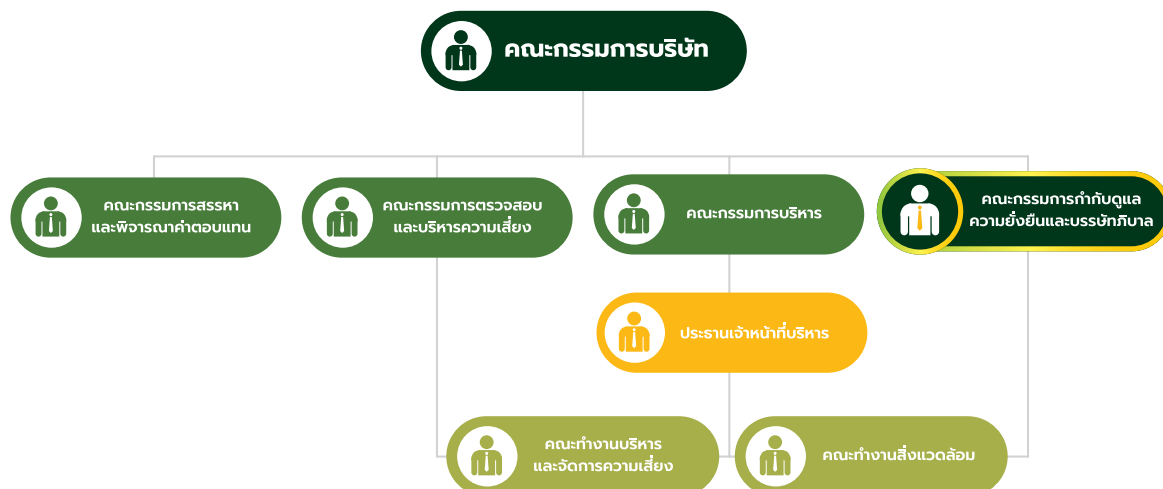 คณะกรรมการบริษัท
คณะกรรมการสรรหา
และพิจารณาค่าตอบแทน
คณะกรรมการตรวจสอบ
และบริหารความเสี่ยง
คณะกรรมการบริหาร
คณะกรรมการกำกับดูแล
ความยั่งยืนและบรรษัทภิบาล
ประธานเจ้าหน้าที่บริหาร
คณะทำงานบริหาร
และจัดการความเสี่ยง
คณะทำงานสิ่งแวดล้อม